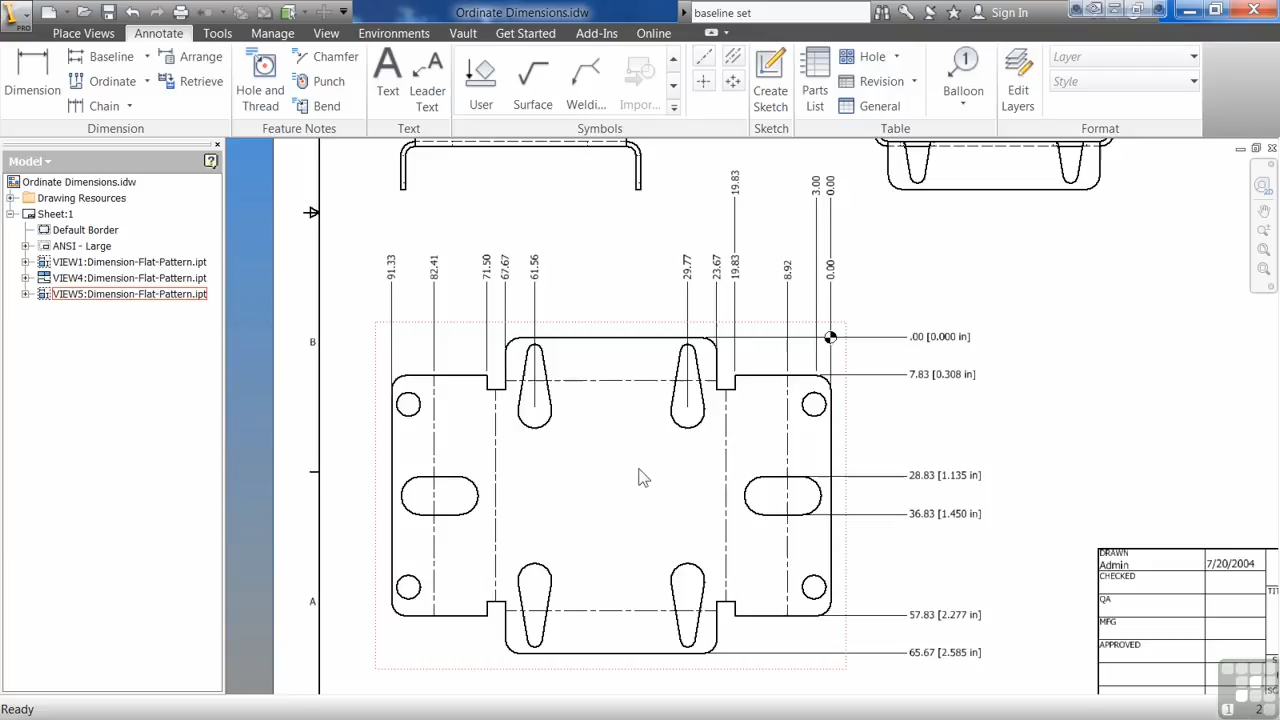 PRO
Ordinate Dimensions.idw
baseline set
Sign In
Place Views
Annotate
Tools
Manage
View
Environments
Vault
Get Started
Add-Ins
Online
Dimension
Baseline
Ordinate
Chain
Arrange
Retrieve
Dimension
Hole and
Thread
Chamfer
Punch
Bend
Feature Notes
Text
Leader
Text
Text
User
Surface
Weldi...
Impor...
Symbols
Create
Sketch
Sketch
Parts
List
Hole
Revision
General
Table
Balloon
Edit
Layers
Layer
Style
Format
Model
Ordinate Dimensions.idw
Drawing Resources
Sheet:1
Default Border
ANSI - Large
VIEW1:Dimension-Flat-Pattern.ipt
VIEW4:Dimension-Flat-Pattern.ipt
VIEW5:Dimension-Flat-Pattern.ipt
19.83
3.00
0.00
91.33
82.41
71.50
67.67
61.56
29.77
23.67
19.83
8.92
0.00
B
.00 [0.000 in]
7.83 [0.308 in]
28.83 [1.135 in]
36.83 [1.450 in]
A
57.83 [2.277 in]
65.67 [2.585 in]
DRAWN
Admin
7/20/2004
CHECKED
QA
MFG
APPROVED
Ready
1
2